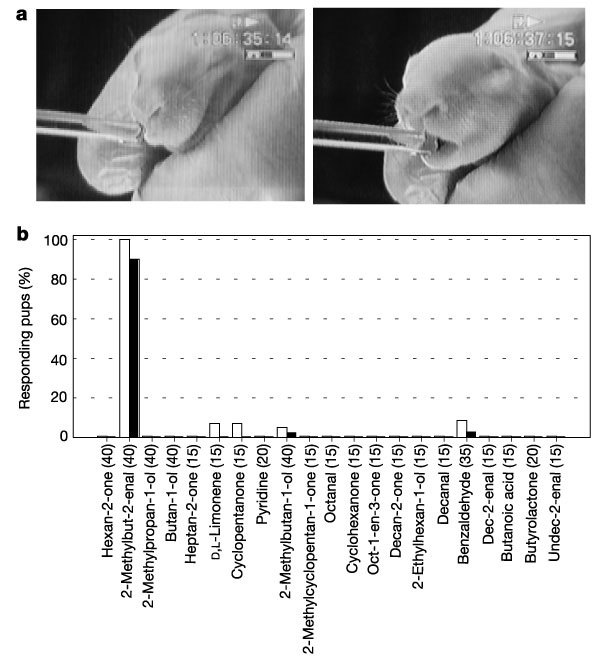 a
1:06:35:14
1:06:37:15
b
Responding pups (%)
100
80
60
40
20
0
Hexan-2-one (40)
2-Methylbut-2-enal (40)
2-Methylpropan-1-ol (40)
Butan-1-ol (40)
Heptan-2-one (15)
D,L-Limonene (15)
Cyclopentanone (15)
Pyridine (20)
2-Methylbutan-1-ol (40)
2-Methylcyclopentan-1-one (15)
Octanal (15)
Cyclohexanone (15)
Oct-1-en-3-one (15)
Decan-2-one (15)
2-Ethylhexan-1-ol (15)
Decanal (15)
Benzaldehyde (35)
Dec-2-enal (15)
Butanoic acid (15)
Butyrolactone (20)
Undec-2-enal (15)